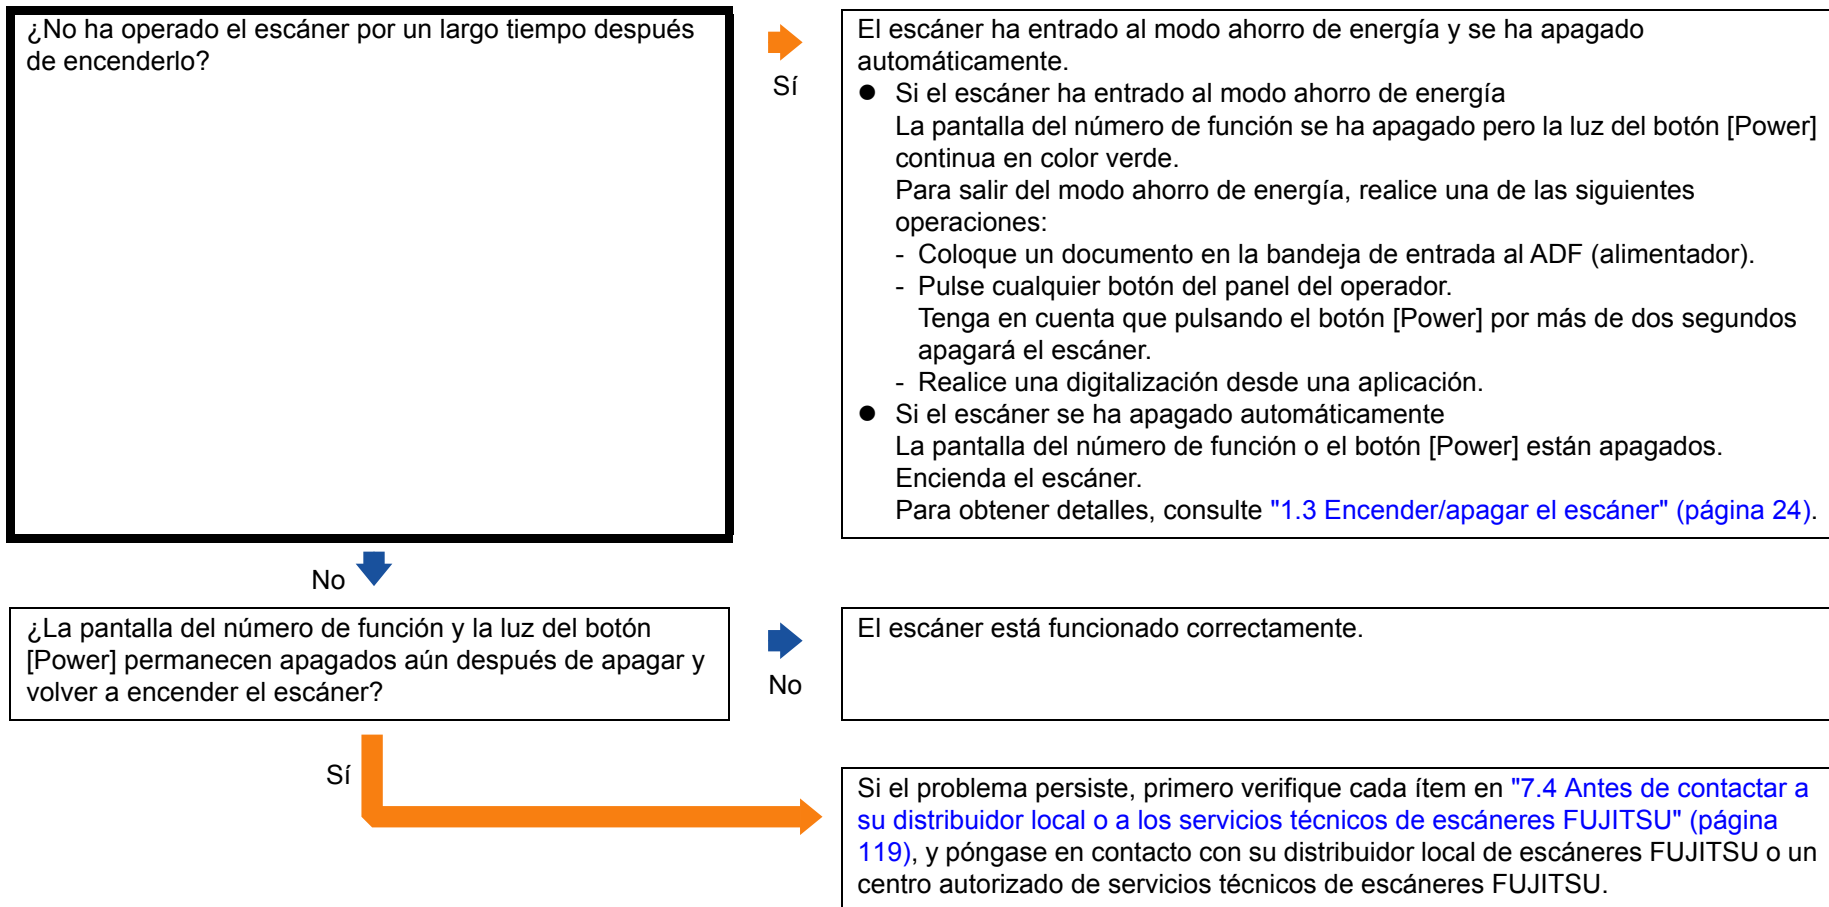 ¿No ha operado el escáner por un largo tiempo después
de encenderlo?
Sí
El escáner ha entrado al modo ahorro de energía y se ha apagado
automáticamente.
● Si el escáner ha entrado al modo ahorro de energía
La pantalla del número de función se ha apagado pero la luz del botón [Power]
continua en color verde.
Para salir del modo ahorro de energía, realice una de las siguientes
operaciones:
- Coloque un documento en la bandeja de entrada al ADF (alimentador).
- Pulse cualquier botón del panel del operador.
Tenga en cuenta que pulsando el botón [Power] por más de dos segundos
apagará el escáner.
- Realice una digitalización desde una aplicación.
● Si el escáner se ha apagado automáticamente
La pantalla del número de función o el botón [Power] están apagados.
Encienda el escáner.
Para obtener detalles, consulte "1.3 Encender/apagar el escáner" (página 24).
No
¿La pantalla del número de función y la luz del botón
[Power] permanecen apagados aún después de apagar y
volver a encender el escáner?
No
El escáner está funcionado correctamente.
Sí
Si el problema persiste, primero verifique cada ítem en "7.4 Antes de contactar a
su distribuidor local o a los servicios técnicos de escáneres FUJITSU" (página
119), y póngase en contacto con su distribuidor local de escáneres FUJITSU o un
centro autorizado de servicios técnicos de escáneres FUJITSU.